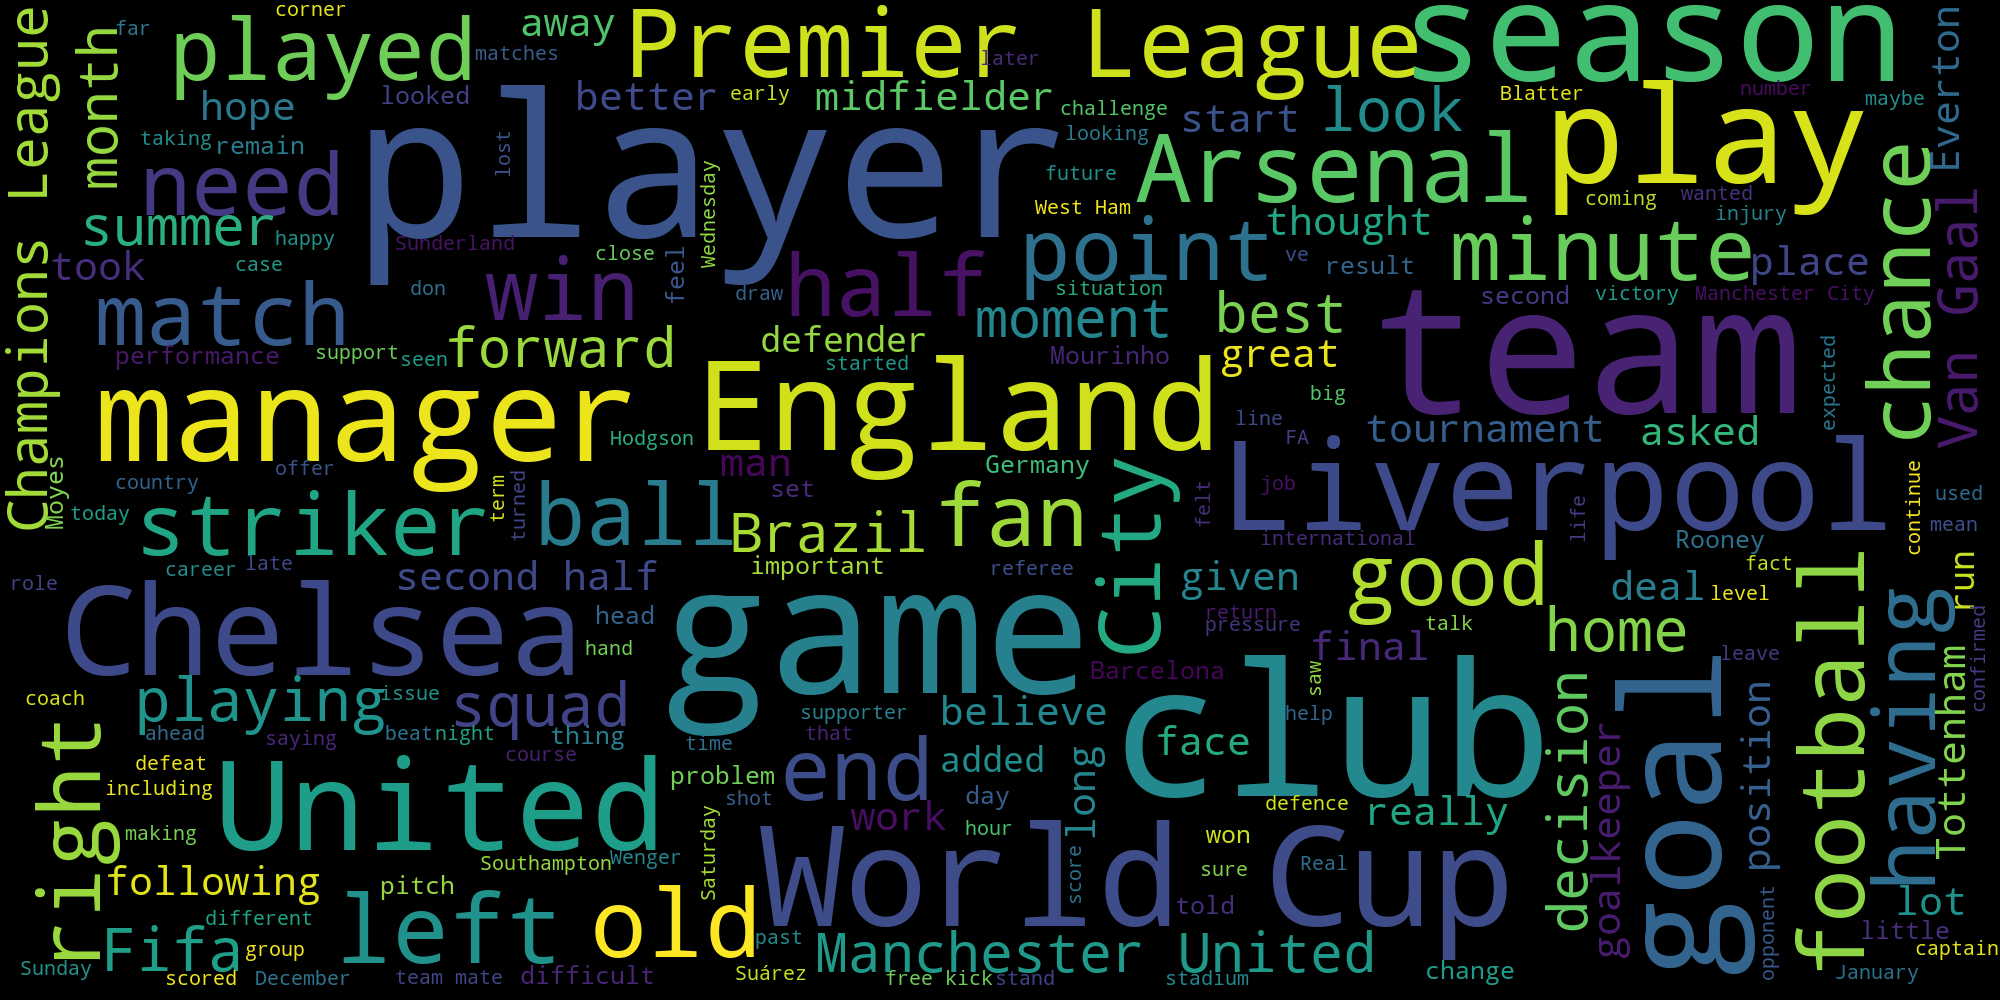 corner
far
played
away
Premier League
season
matches
later
Champions League
month
hope
looked
player
better
early
midfielder
challenge
start
look
Blatter
number
maybe
Everton
play
taking
remain
lost
looking
Arsenal
need
Wednesday
future
West Ham
coming
wanted
injury
chance
Van Gaal
summer
happy
Sunderland
close
feel
point
thought
minute
place
took
case
don
win
draw
half
situation
ve
result
second
victory
Manchester City
match
moment
best
team
performance
support
seen
forward
defender
started
Mourinho
great
expected
manager
Hodgson
England
big
line
FA
tournament
asked
Moyes
country
offer
man
set
Germany
City
Liverpool
job
today
striker
term
turned
ball
Brazil
fan
felt
international
life
Rooney
continue
used
mean
role
career
late
second half
important
referee
given
good
deal
fact
level
run
football
having
Chelsea
head
hand
game
return
pressure
final
talk
home
leave
confirmed
Tottenham
coach
playing
issue
squad
Barcelona
saw
club
help
believe
supporter
right
ahead
saying
beat
night
course
thing
time
that
face
decision
goalkeeper
goal
position
defeat
including
United
problem
shot
end
added
day
long
defence
really
making
Saturday
work
hour
won
World Cup
following
Southampton
Wenger
pitch
score
sure
Real
different
left
old
told
lot
little
Fifa
group
past
Manchester United
opponent
captain
Sunday
scored
December
team mate
difficult
Suárez
free kick
stand
stadium
change
January